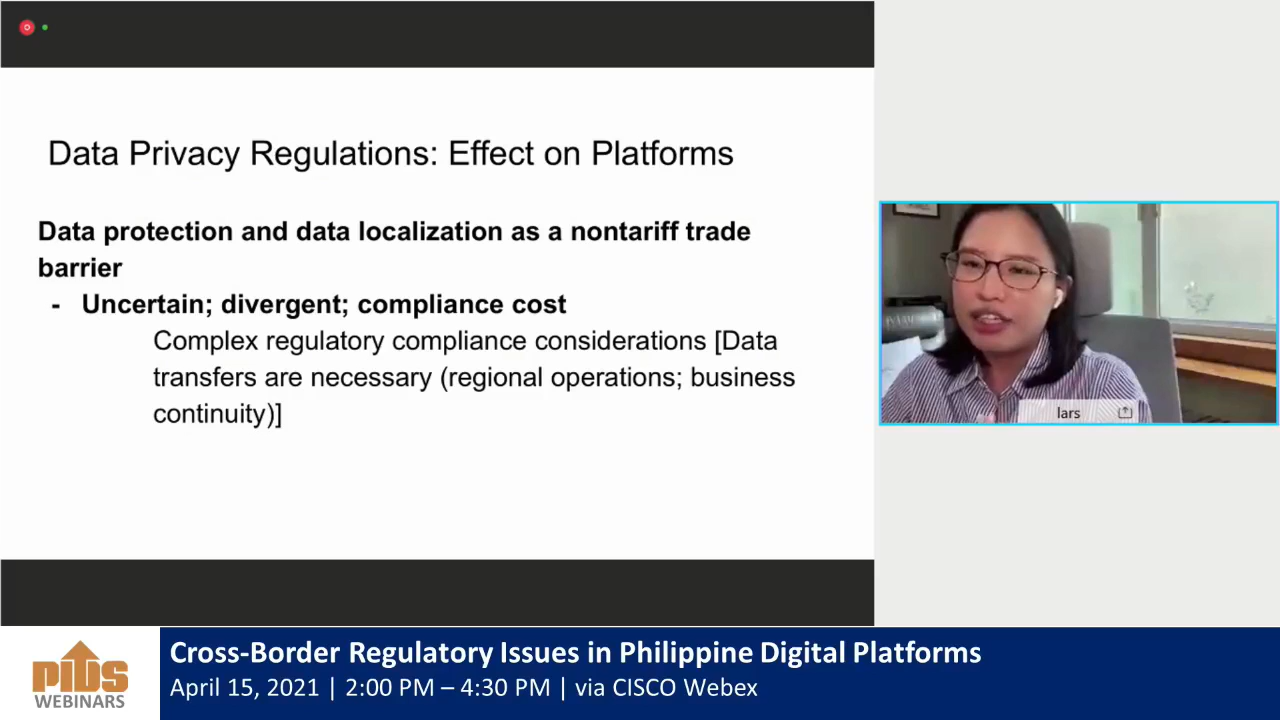 Data Privacy Regulations: Effect on Platforms
Data protection and data localization as a nontariff trade
barrier
- Uncertain; divergent; compliance cost
Complex regulatory compliance considerations [Data
transfers are necessary (regional operations; business
continuity)]
lars
PIDS
WEBINARS
Cross-Border Regulatory Issues in Philippine Digital Platforms
April 15, 2021 | 2:00 PM – 4:30 PM | via CISCO Webex